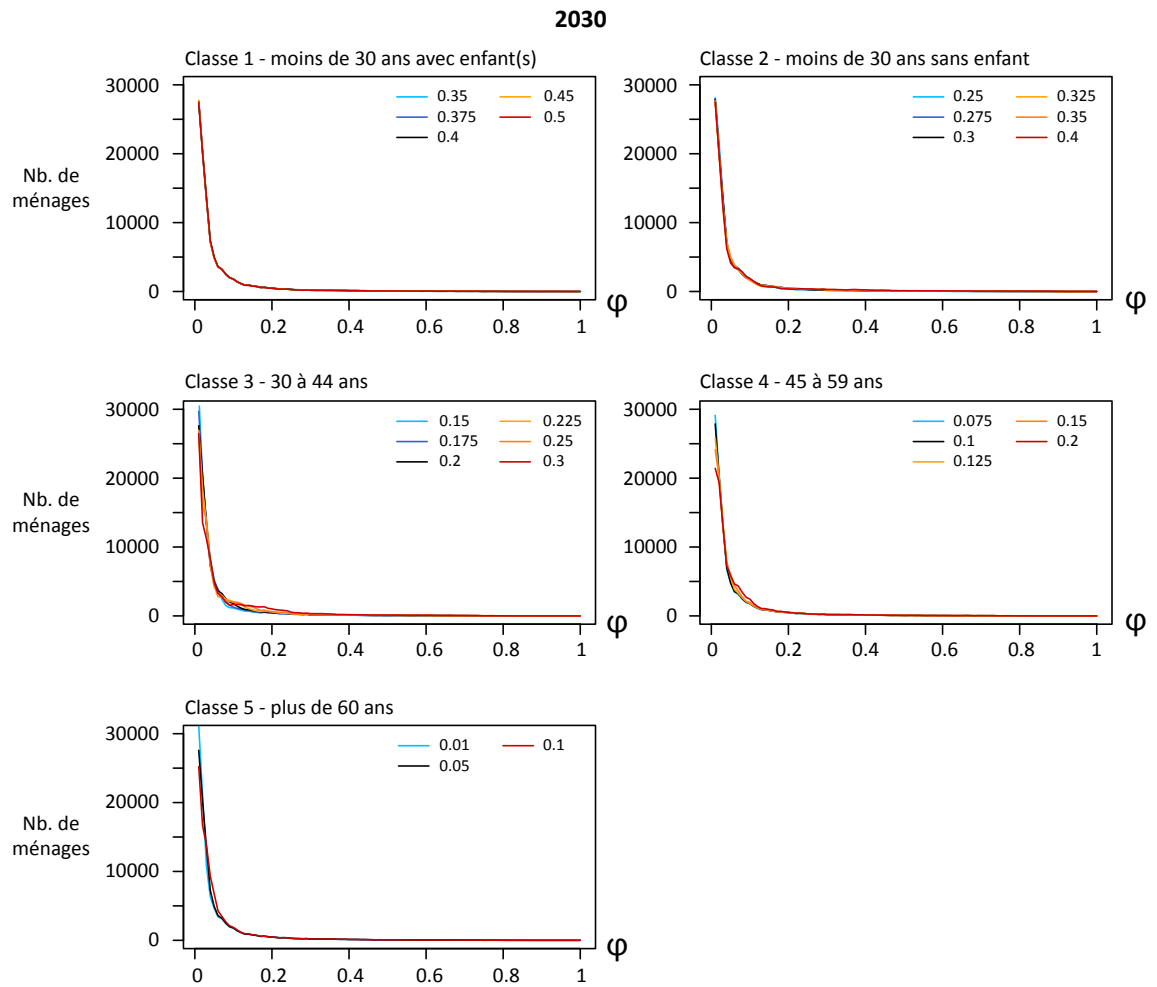 2030
Classe 1 - moins de 30 ans avec enfant(s)
Nb. de
ménages
30000
20000
10000
0
0.35
0.375
0.4
0.45
0.5
0 0.2 0.4 0.6 0.8 1
φ
Classe 2 - moins de 30 ans sans enfant
30000
20000
10000
0
0.25
0.275
0.3
0.325
0.35
0.4
0 0.2 0.4 0.6 0.8 1
φ
Classe 3 - 30 à 44 ans
Nb. de
ménages
30000
20000
10000
0
0.15
0.175
0.2
0.225
0.25
0.3
0 0.2 0.4 0.6 0.8 1
φ
Classe 4 - 45 à 59 ans
30000
20000
10000
0
0.075
0.1
0.125
0.15
0.2
0 0.2 0.4 0.6 0.8 1
φ
Classe 5 - plus de 60 ans
Nb. de
ménages
30000
20000
10000
0
0.01
0.05
0.1
0 0.2 0.4 0.6 0.8 1
φ